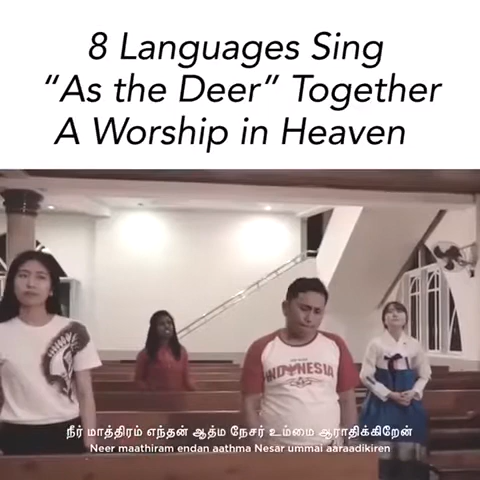 8 Languages Sing
“As the Deer” Together
A Worship in Heaven
INDONESIA
நீர் மாத்திரம் எந்தன் ஆத்ம நேசர் உம்மை ஆராதிக்கிறேன்
Neer maathiram endan aathma Nesar ummai aaraadikiren